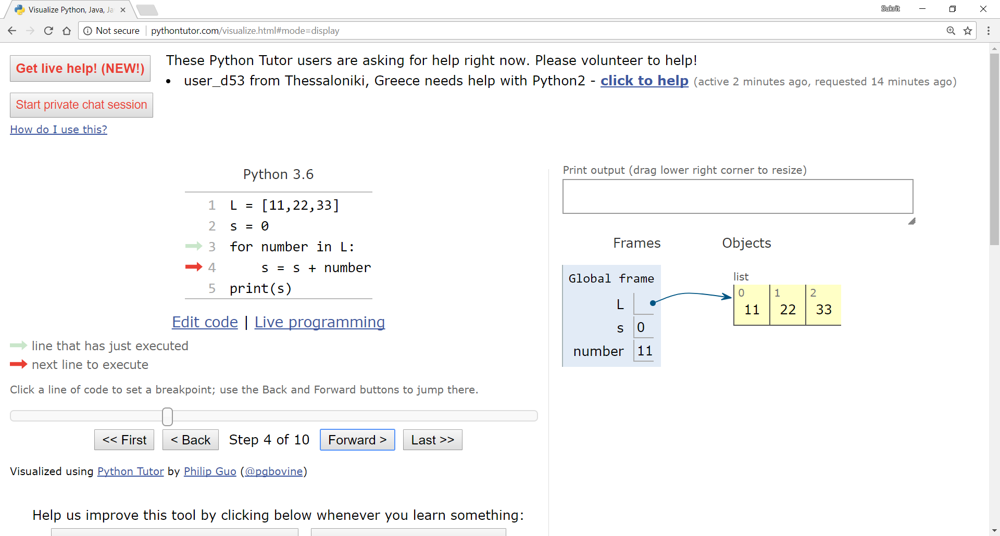 Visualize Python, Java, Ja
Sukrit
Not secure
pythontutor.com/visualize.html#mode=display
Get live help! (NEW!)
These Python Tutor users are asking for help right now. Please volunteer to help!
• user_d53 from Thessaloniki, Greece needs help with Python2 - click to help (active 2 minutes ago, requested 14 minutes ago)
Start private chat session
How do I use this?
Python 3.6
1 L = [11,22,33]
2 s = 0
3 for number in L:
4     s = s + number
5 print(s)
Edit code | Live programming
line that has just executed
next line to execute
Click a line of code to set a breakpoint; use the Back and Forward buttons to jump there.
<< First
< Back
Step 4 of 10
Forward >
Last >>
Visualized using Python Tutor by Philip Guo (@pgbovine)
Help us improve this tool by clicking below whenever you learn something:
Print output (drag lower right corner to resize)
Frames
Objects
Global frame
L
s 0
number 11
list
0 1 2
11 22 33